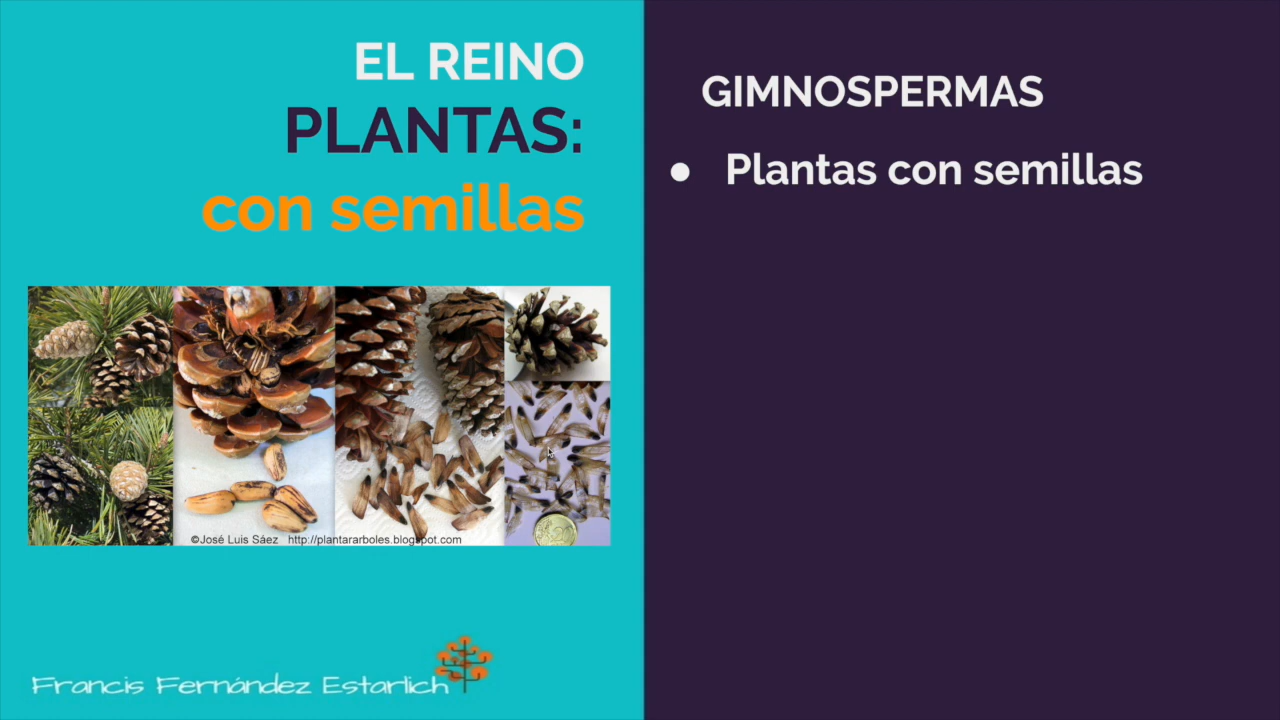 EL REINO
PLANTAS:
con semillas
©José Luis Sáez http://plantararboles.blogspot.com
Francis Fernández Estarlich
GIMNOSPERMAS
● Plantas con semillas